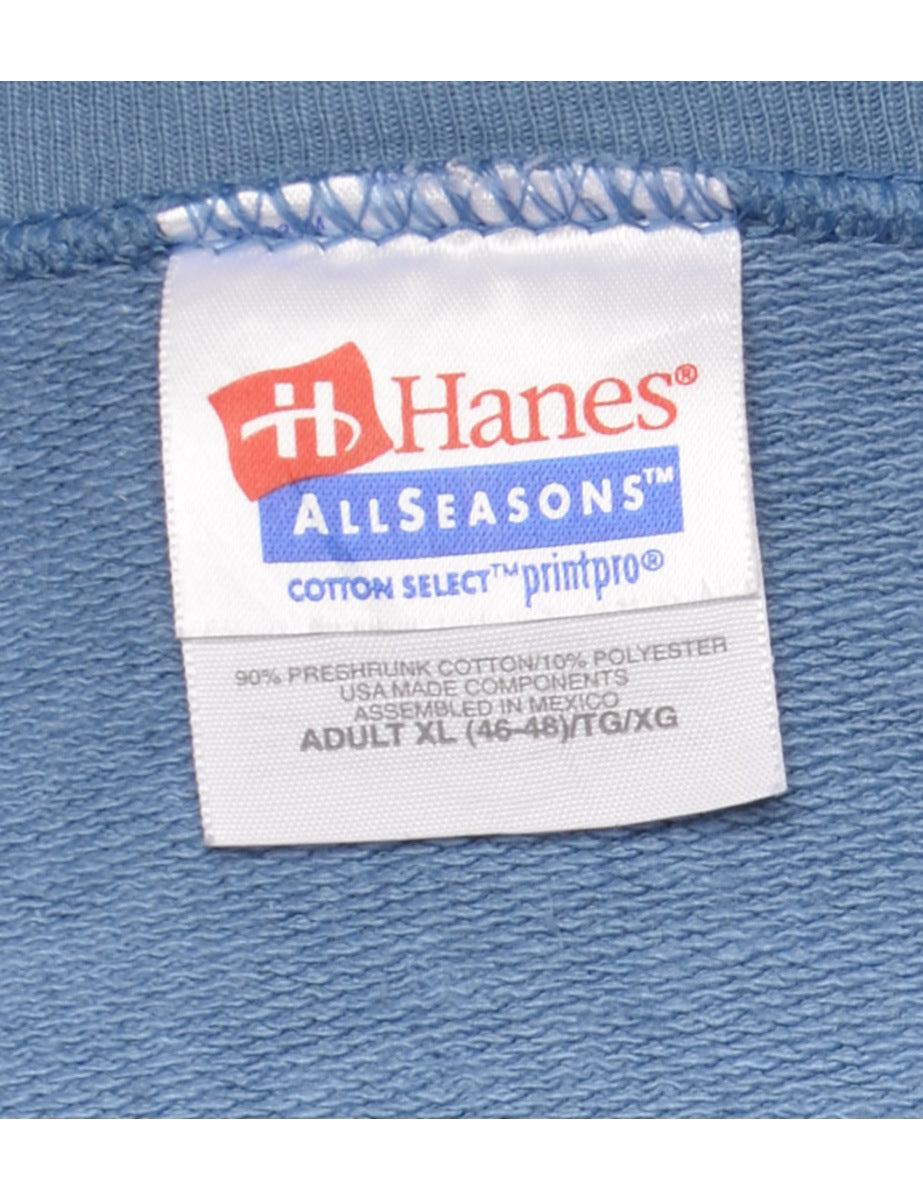 H Hanes®
ALLSEASONS™
COTTON SELECT™ printpro®
90% PRESHRUNK COTTON/10% POLYESTER
USA MADE COMPONENTS
ASSEMBLED IN MEXICO
ADULT XL (46-48)/TG/XG